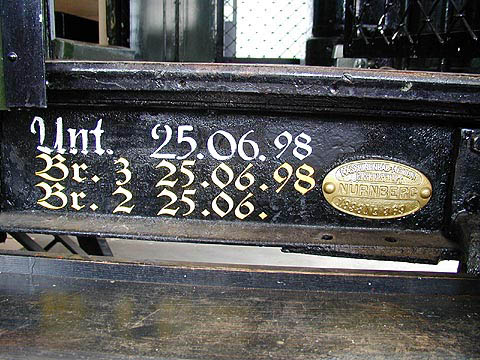 Unt. 25.06.98
Br. 3 25.06.98
Br. 2 25.06.
NÜRNBERG